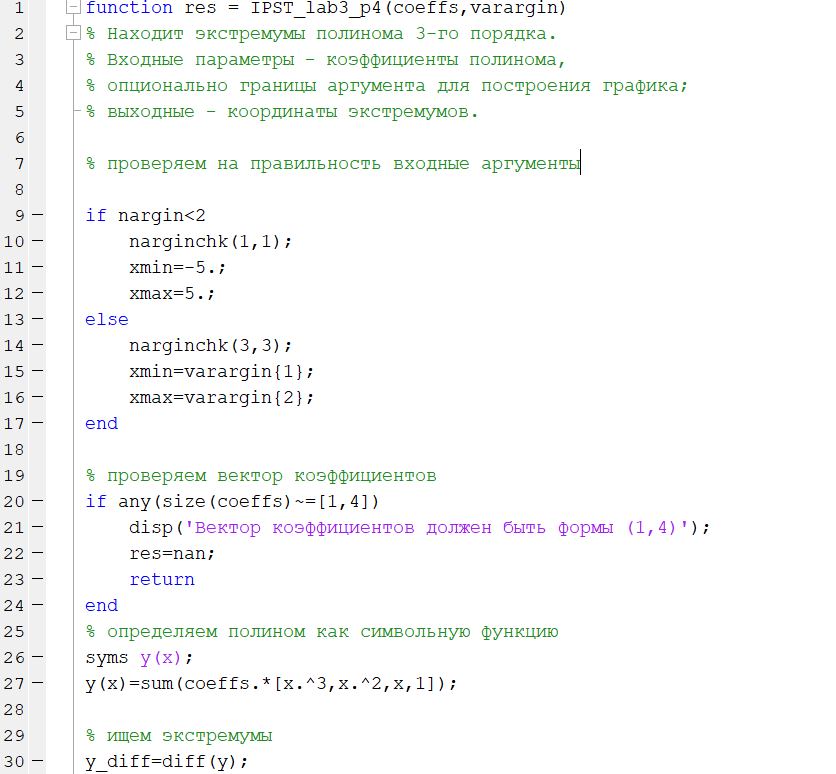 1 function res = IPST_lab3_p4(coeffs,varargin)
2 % Находит экстремумы полинома 3-го порядка.
3 % Входные параметры - коэффициенты полинома,
4 % опционально границы аргумента для построения графика;
5 % выходные - координаты экстремумов.
6
7 % проверяем на правильность входные аргументы
8
9 if nargin<2
10 narginchk(1,1);
11 xmin=-5.;
12 xmax=5.;
13 else
14 narginchk(3,3);
15 xmin=varargin{1};
16 xmax=varargin{2};
17 end
18
19 % проверяем вектор коэффициентов
20 if any(size(coeffs)~=[1,4])
21 disp('Вектор коэффициентов должен быть формы (1,4)');
22 res=nan;
23 return
24 end
25 % определяем полином как символьную функцию
26 syms y(x);
27 y(x)=sum(coeffs.*[x.^3,x.^2,x,1]);
28
29 % ищем экстремумы
30 y_diff=diff(y);